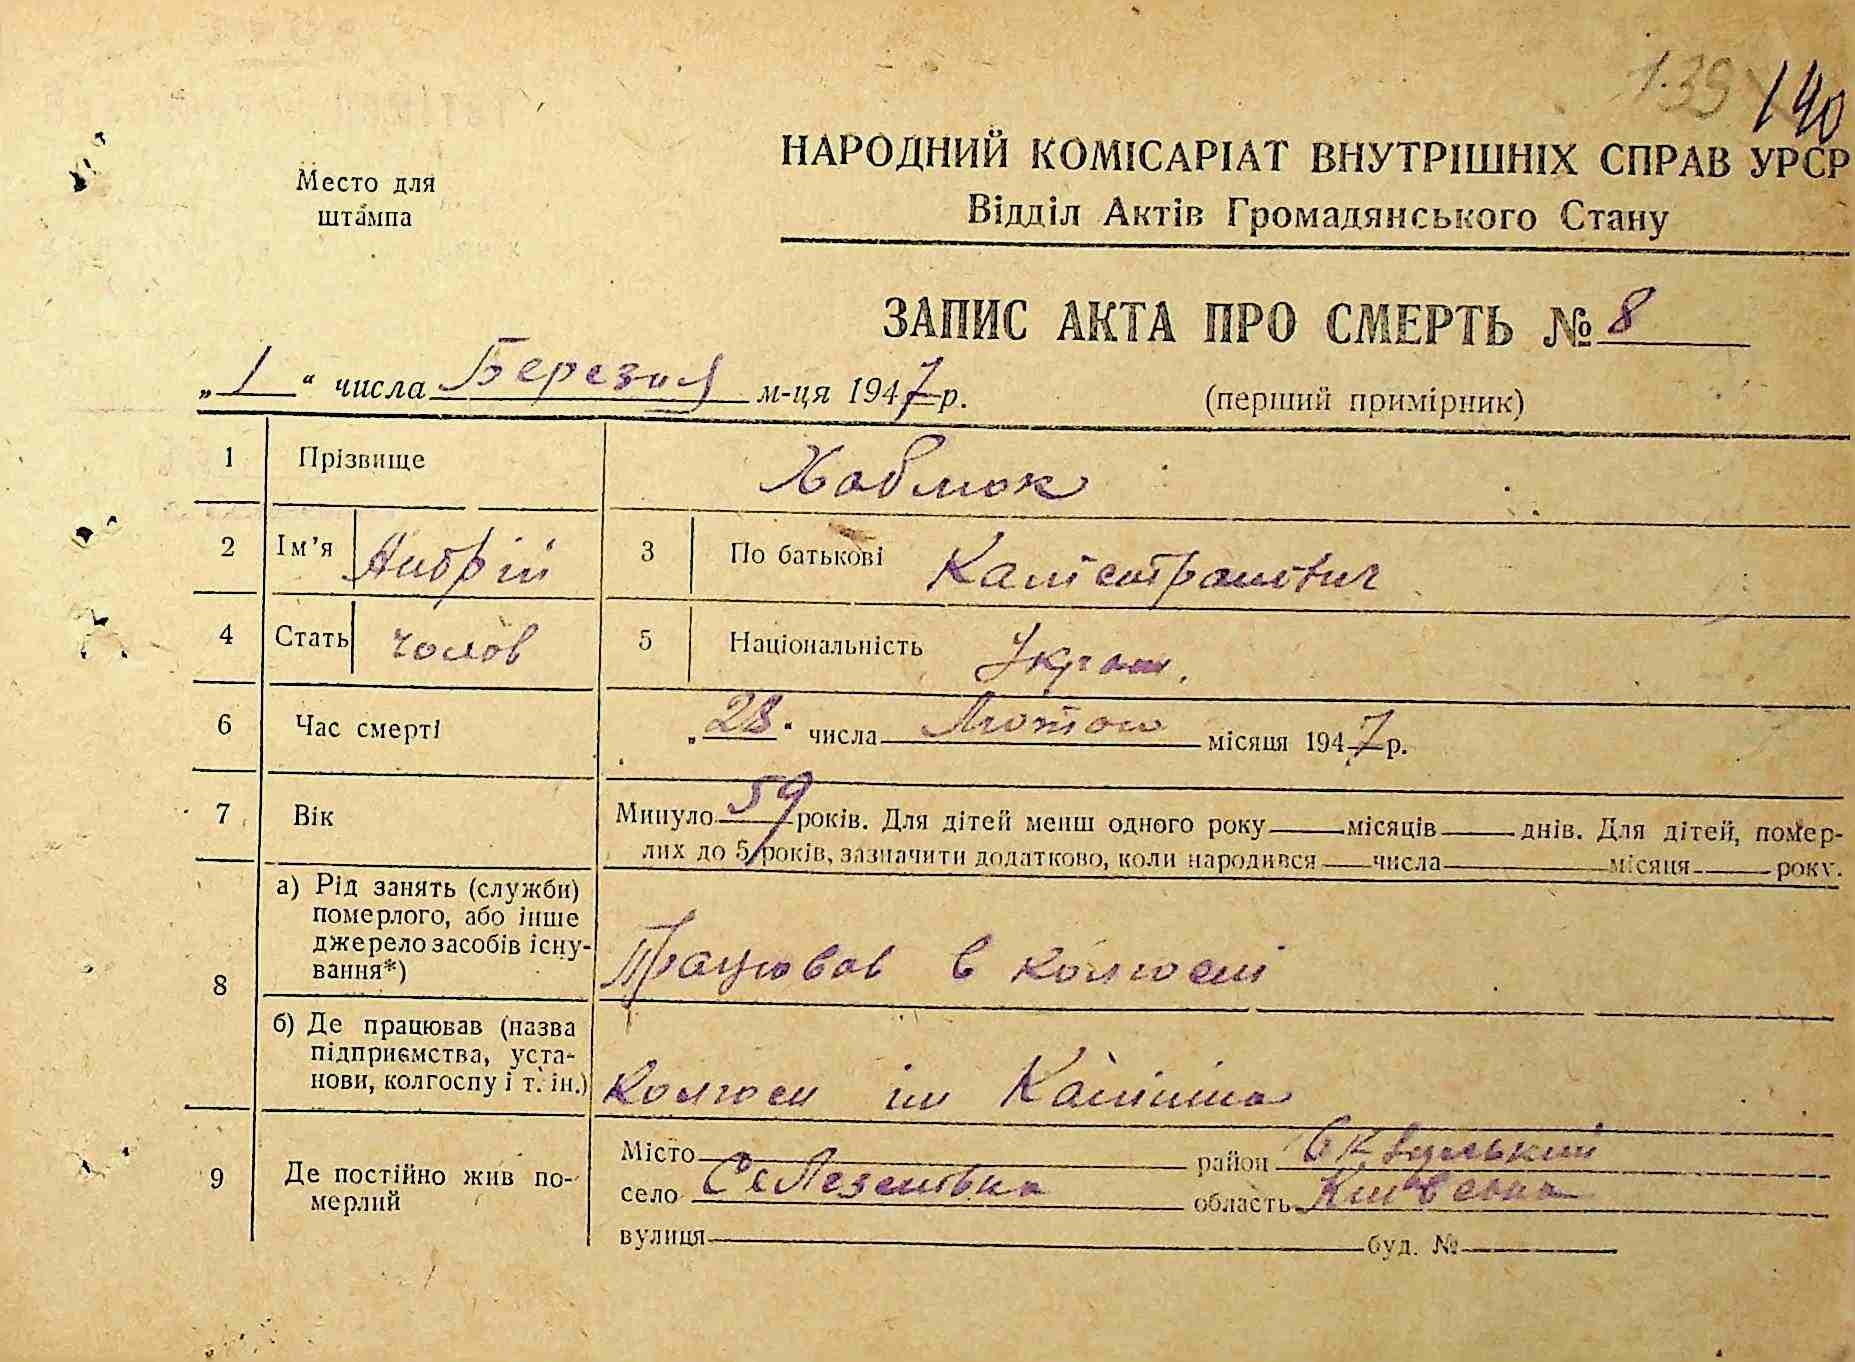 139 140
Место для
штампа
НАРОДНИЙ КОМІСАРІАТ ВНУТРІШНІХ СПРАВ УРСР
Відділ Актів Громадянського Стану
ЗАПИС АКТА ПРО СМЕРТЬ № 8
„1“ числа Березня м-ця 1947 р. (перший примірник)
1 Прізвище
2 Ім’я Андрій 3 По батькові Калістратович
4 Стать чолов 5 Національність Україн.
6 Час смерті „28“ числа Лютого місяця 1947 р.
7 Вік Минуло 59 років. Для дітей менш одного року місяців днів. Для дітей, помер-
лих до 5 років, зазначити додатково, коли народився числа місяця року.
8 а) Рід занять (служби)
померлого, або інше
джерело засобів існу-
вання*) Працював в колгоспі
б) Де працював (назва
підприємства, уста-
нови, колгоспу і т. ін.) Колгосп ім Калініна
9 Де постійно жив по-
мерлий
Місто район Сквирський
село область Київська
вулиця буд. №